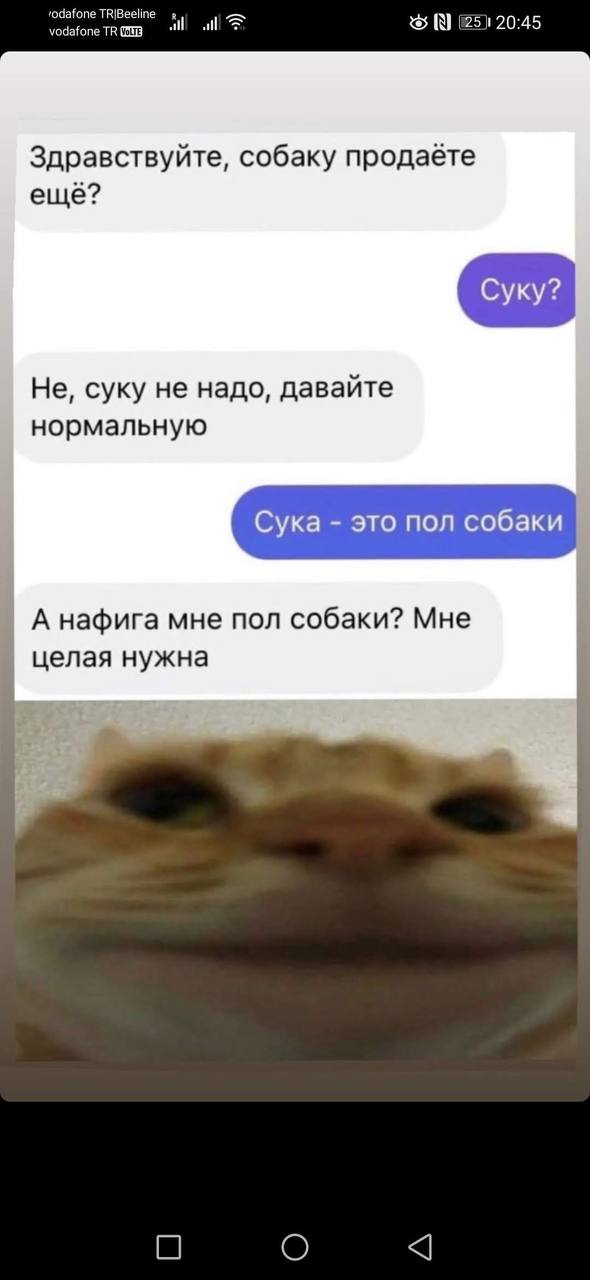 vodafone TR|Beeline
vodafone TR VoLTE
R
25
20:45
Здравствуйте, собаку продаёте
ещё?
Суку?
Не, суку не надо, давайте
нормальную
Сука - это пол собаки
А нафига мне пол собаки? Мне
целая нужна